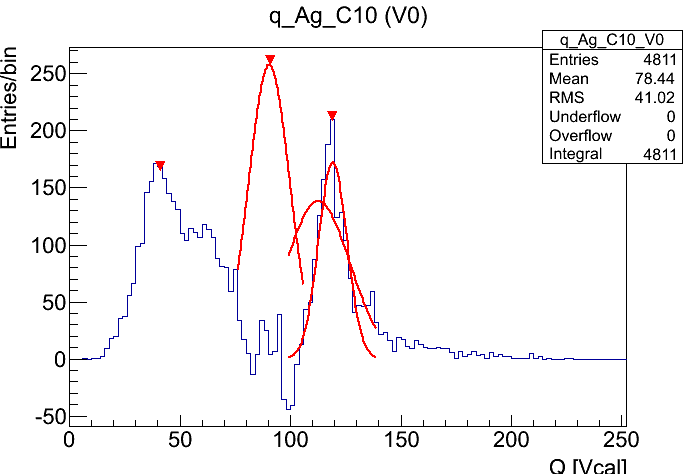 q_Ag_C10 (V0)
q_Ag_C10_V0
Entries 4811
Mean 78.44
RMS 41.02
Underflow 0
Overflow 0
Integral 4811
Entries/bin
250
200
150
100
50
0
-50
0 50 100 150 200 250
Q [Vcal]